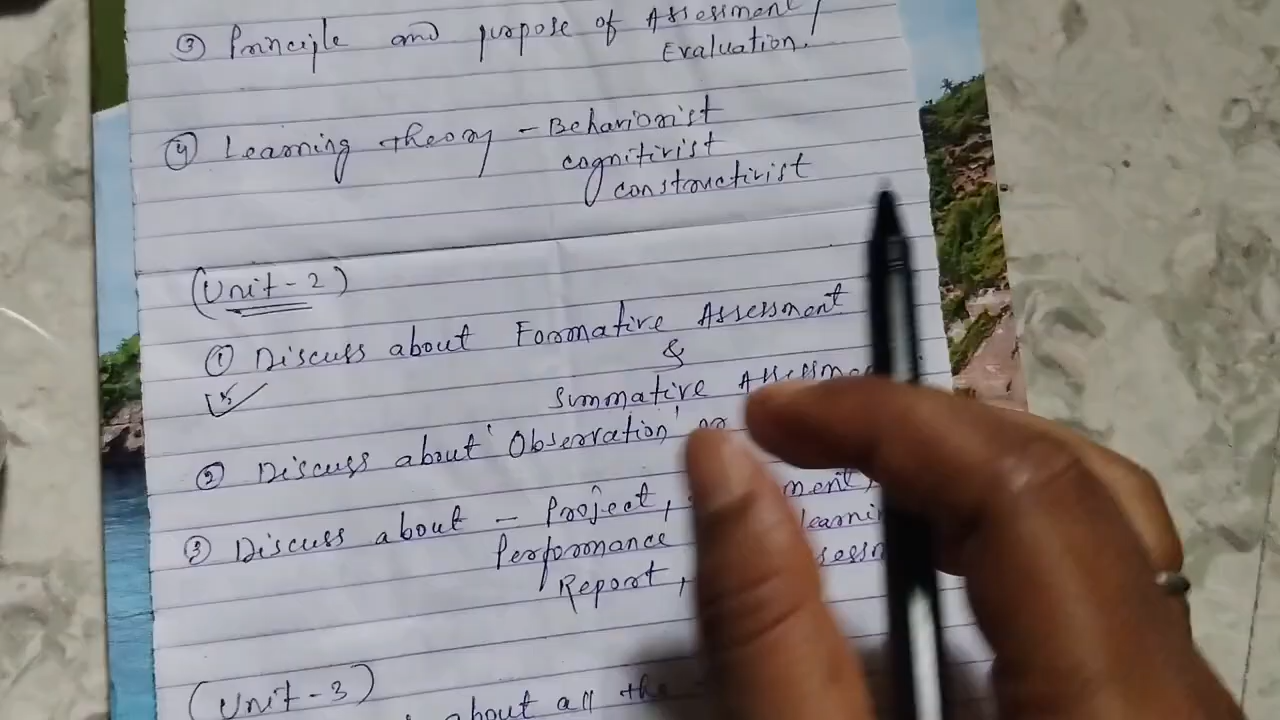 ③ Principle and purpose of Assessment /
Evaluation.
④ Learning theory - Behaviorist
cognitivist
constructivist
(Unit - 2)
① Discuss about Formative Assessment
&
Summative Assessment
② Discuss about 'Observation'
③ Discuss about - Project,
Performance
Report,
(Unit - 3)
about all the